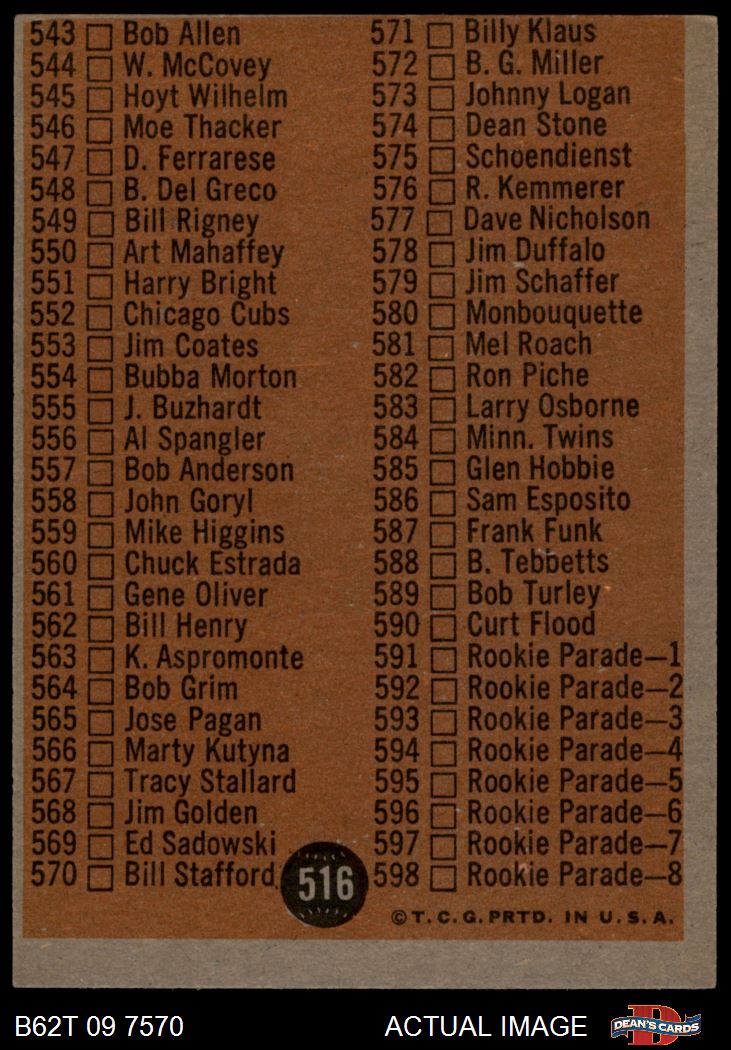 543 Bob Allen
544 W. McCovey
545 Hoyt Wilhelm
546 Moe Thacker
547 D. Ferrarese
548 B. Del Greco
549 Bill Rigney
550 Art Mahaffey
551 Harry Bright
552 Chicago Cubs
553 Jim Coates
554 Bubba Morton
555 J. Buzhardt
556 Al Spangler
557 Bob Anderson
558 John Goryl
559 Mike Higgins
560 Chuck Estrada
561 Gene Oliver
562 Bill Henry
563 K. Aspromonte
564 Bob Grim
565 Jose Pagan
566 Marty Kutyna
567 Tracy Stallard
568 Jim Golden
569 Ed Sadowski
570 Bill Stafford
571 Billy Klaus
572 B. G. Miller
573 Johnny Logan
574 Dean Stone
575 Schoendienst
576 R. Kemmerer
577 Dave Nicholson
578 Jim Duffalo
579 Jim Schaffer
580 Monbouquette
581 Mel Roach
582 Ron Piche
583 Larry Osborne
584 Minn. Twins
585 Glen Hobbie
586 Sam Esposito
587 Frank Funk
588 B. Tebbetts
589 Bob Turley
590 Curt Flood
591 Rookie Parade—1
592 Rookie Parade—2
593 Rookie Parade—3
594 Rookie Parade—4
595 Rookie Parade—5
596 Rookie Parade—6
597 Rookie Parade—7
598 Rookie Parade—8
516
© T. C. G. PRTD. IN U. S. A.
B62T 09 7570
ACTUAL IMAGE
D
DEAN'S CARDS